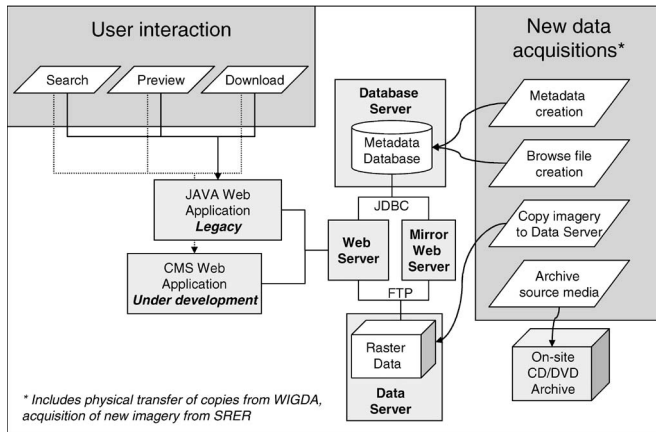 User interaction
Search
Preview
Download
New data
acquisitions*
Metadata
creation
Browse file
creation
Copy imagery
to Data Server
Archive
source media
On-site
CD/DVD
Archive
Database
Server
Metadata
Database
JDBC
Web
Server
Mirror
Web
Server
FTP
Raster
Data
Data
Server
JAVA Web
Application
Legacy
CMS Web
Application
Under development
* Includes physical transfer of copies from WIGDA,
acquisition of new imagery from SRER